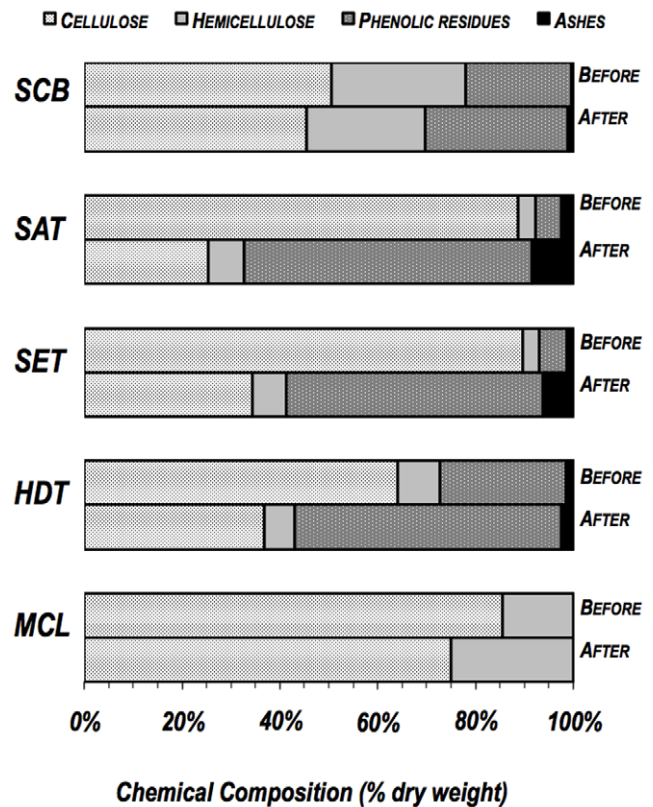 CELLULOSE HEMICELLULOSE PHENOLIC RESIDUES ASHES
SCB
BEFORE
AFTER
SAT
BEFORE
AFTER
SET
BEFORE
AFTER
HDT
BEFORE
AFTER
MCL
BEFORE
AFTER
0% 20% 40% 60% 80% 100%
Chemical Composition (% dry weight)